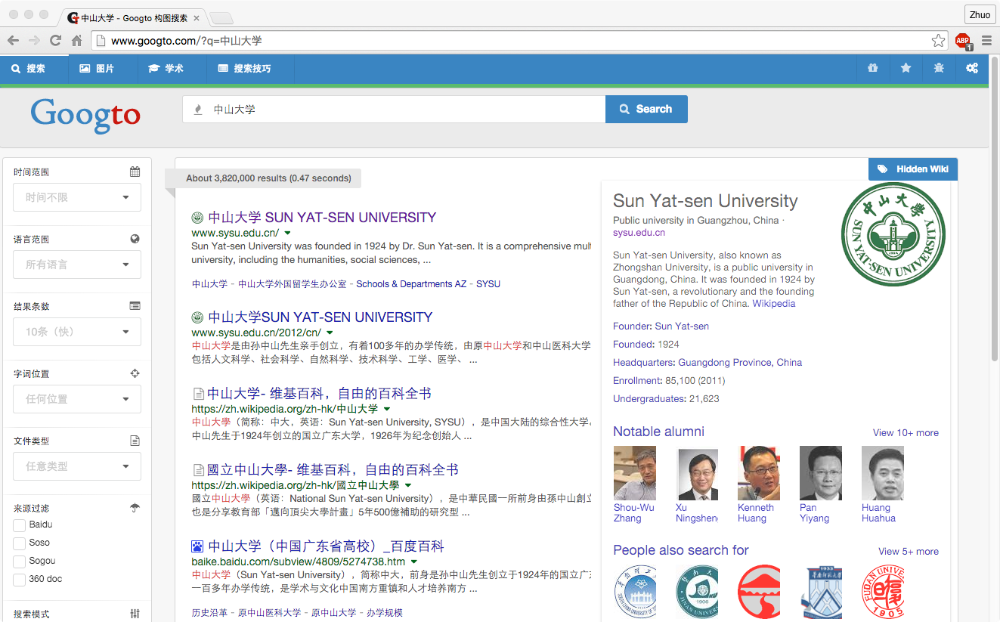 中山大学 - Googto 构图搜索
Zhuo
www.googto.com/?q=中山大学
ABP
1
搜索
图片
学术
搜索技巧
Googto
中山大学
Search
时间范围
时间不限
语言范围
所有语言
结果条数
10条（快）
字词位置
任何位置
文件类型
任意类型
来源过滤
Baidu
Soso
Sogou
360 doc
搜索模式
About 3,820,000 results (0.47 seconds)
中山大学 SUN YAT-SEN UNIVERSITY
www.sysu.edu.cn/
Sun Yat-sen University was founded in 1924 by Dr. Sun Yat-sen. It is a comprehensive mul
university, including the humanities, social sciences, ...
中山大学 - 中山大学外国留学生办公室 - Schools & Departments AZ - SYSU
中山大学SUN YAT-SEN UNIVERSITY
www.sysu.edu.cn/2012/cn/
中山大学是由孙中山先生亲手创立，有着100多年的办学传统，由原中山大学和中山医科大学
包括人文科学、社会科学、自然科学、技术科学、工学、医学、 ...
中山大学- 维基百科，自由的百科全书
https://zh.wikipedia.org/zh-hk/中山大学
中山大學（简称：中大，英语：Sun Yat-sen University, SYSU），是中国大陆的综合性大学。
中山先生于1924年创立的国立广东大学，1926年为纪念创始人 ...
國立中山大學- 维基百科，自由的百科全书
https://zh.wikipedia.org/zh-hk/國立中山大學
國立中山大學（英语：National Sun Yat-sen University），是中華民國一所前身由孫中山創立
也是分享教育部「邁向頂尖大學計畫」5年500億補助的研究型 ...
中山大学（中国广东省高校）_百度百科
baike.baidu.com/subview/4809/5274738.htm
中山大学（Sun Yat-sen University），简称中大，前身是孙中山先生创立于1924年的国立广东
一百多年办学传统，是学术与文化中国南方重镇和人才培养南方 ...
历史沿革 - 原中山医科大学 - 原中山大学 - 办学规模
Hidden Wiki
Sun Yat-sen University
Public university in Guangzhou, China ·
sysu.edu.cn
中山大学
SUN YAT-SEN UNIVERSITY
1924
Sun Yat-sen University, also known as
Zhongshan University, is a public university in
Guangdong, China. It was founded in 1924 by
Sun Yat-sen, a revolutionary and the founding
father of the Republic of China. Wikipedia
Founder: Sun Yat-sen
Founded: 1924
Headquarters: Guangdong Province, China
Enrollment: 85,100 (2011)
Undergraduates: 21,623
Notable alumni
View 10+ more
Shou-Wu
Zhang
Xu
Ningsheng
Kenneth
Huang
Pan
Yiyang
Huang
Huahua
People also search for
View 5+ more
1906
JINAN UNIVER
1933
FUDAN UNIVE
1905